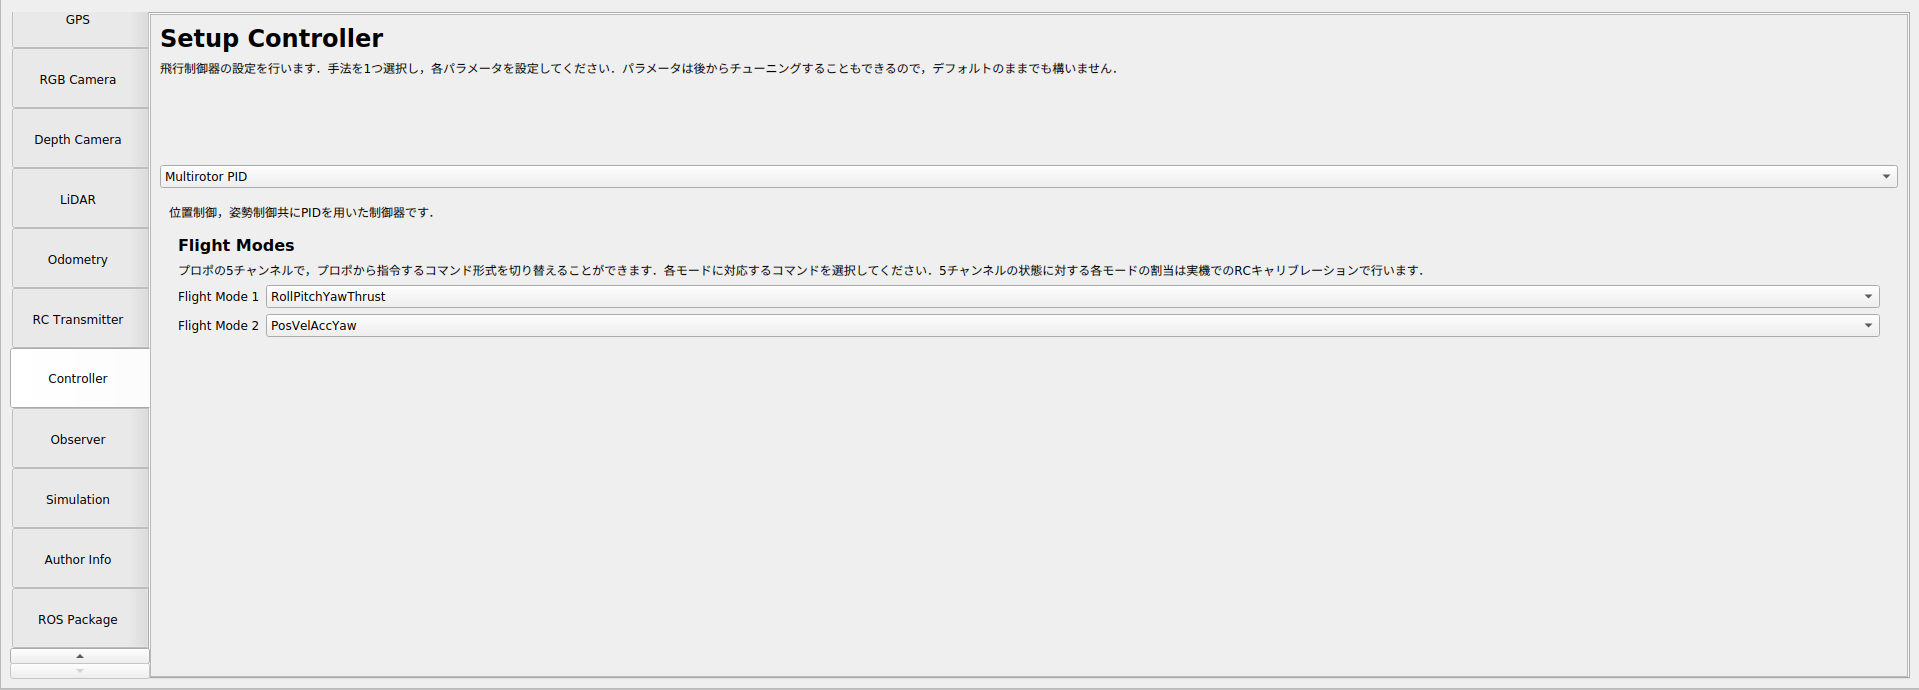 GPS
RGB Camera
Depth Camera
LiDAR
Odometry
RC Transmitter
Controller
Observer
Simulation
Author Info
ROS Package
Setup Controller
飛行制御器の設定を行います．手法を1つ選択し，各パラメータを設定してください．パラメータは後からチューニングすることもできるので，デフォルトのままでも構いません．
Multirotor PID
位置制御，姿勢制御共にPIDを用いた制御器です．
Flight Modes
プロポの5チャンネルで，プロポから指令するコマンド形式を切り替えることができます．各モードに対応するコマンドを選択してください．5チャンネルの状態に対する各モードの割当は実機でのRCキャリブレーションで行います．
Flight Mode 1 RollPitchYawThrust
Flight Mode 2 PosVelAccYaw